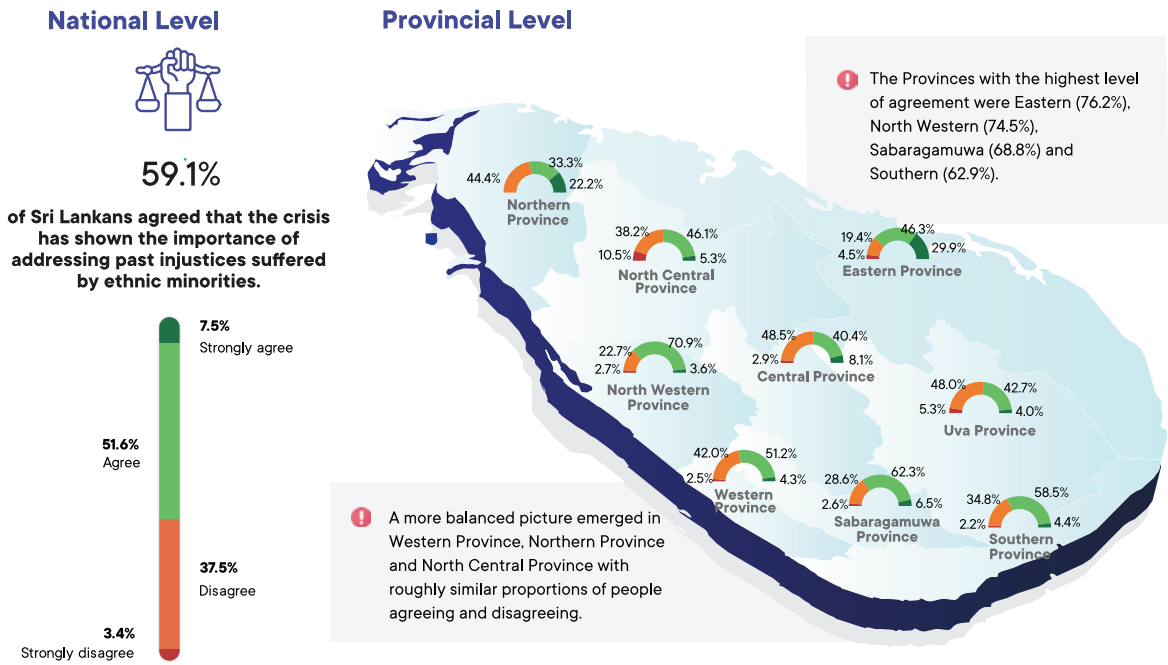 National Level
59.1%
of Sri Lankans agreed that the crisis
has shown the importance of
addressing past injustices suffered
by ethnic minorities.
7.5%
Strongly agree
51.6%
Agree
37.5%
Disagree
3.4%
Strongly disagree
Provincial Level
The Provinces with the highest level
of agreement were Eastern (76.2%),
North Western (74.5%),
Sabaragamuwa (68.8%) and
Southern (62.9%).
44.4%
33.3%
22.2%
Northern
Province
38.2%
46.1%
10.5%
5.3%
North Central
Province
19.4%
46.3%
4.5%
29.9%
Eastern Province
22.7%
70.9%
2.7%
3.6%
North Western
Province
48.5%
40.4%
2.9%
8.1%
Central Province
48.0%
42.7%
5.3%
4.0%
Uva Province
42.0%
51.2%
2.5%
4.3%
Western
Province
28.6%
62.3%
2.6%
6.5%
Sabaragamuwa
Province
34.8%
58.5%
2.2%
4.4%
Southern
Province
A more balanced picture emerged in
Western Province, Northern Province
and North Central Province with
roughly similar proportions of people
agreeing and disagreeing.